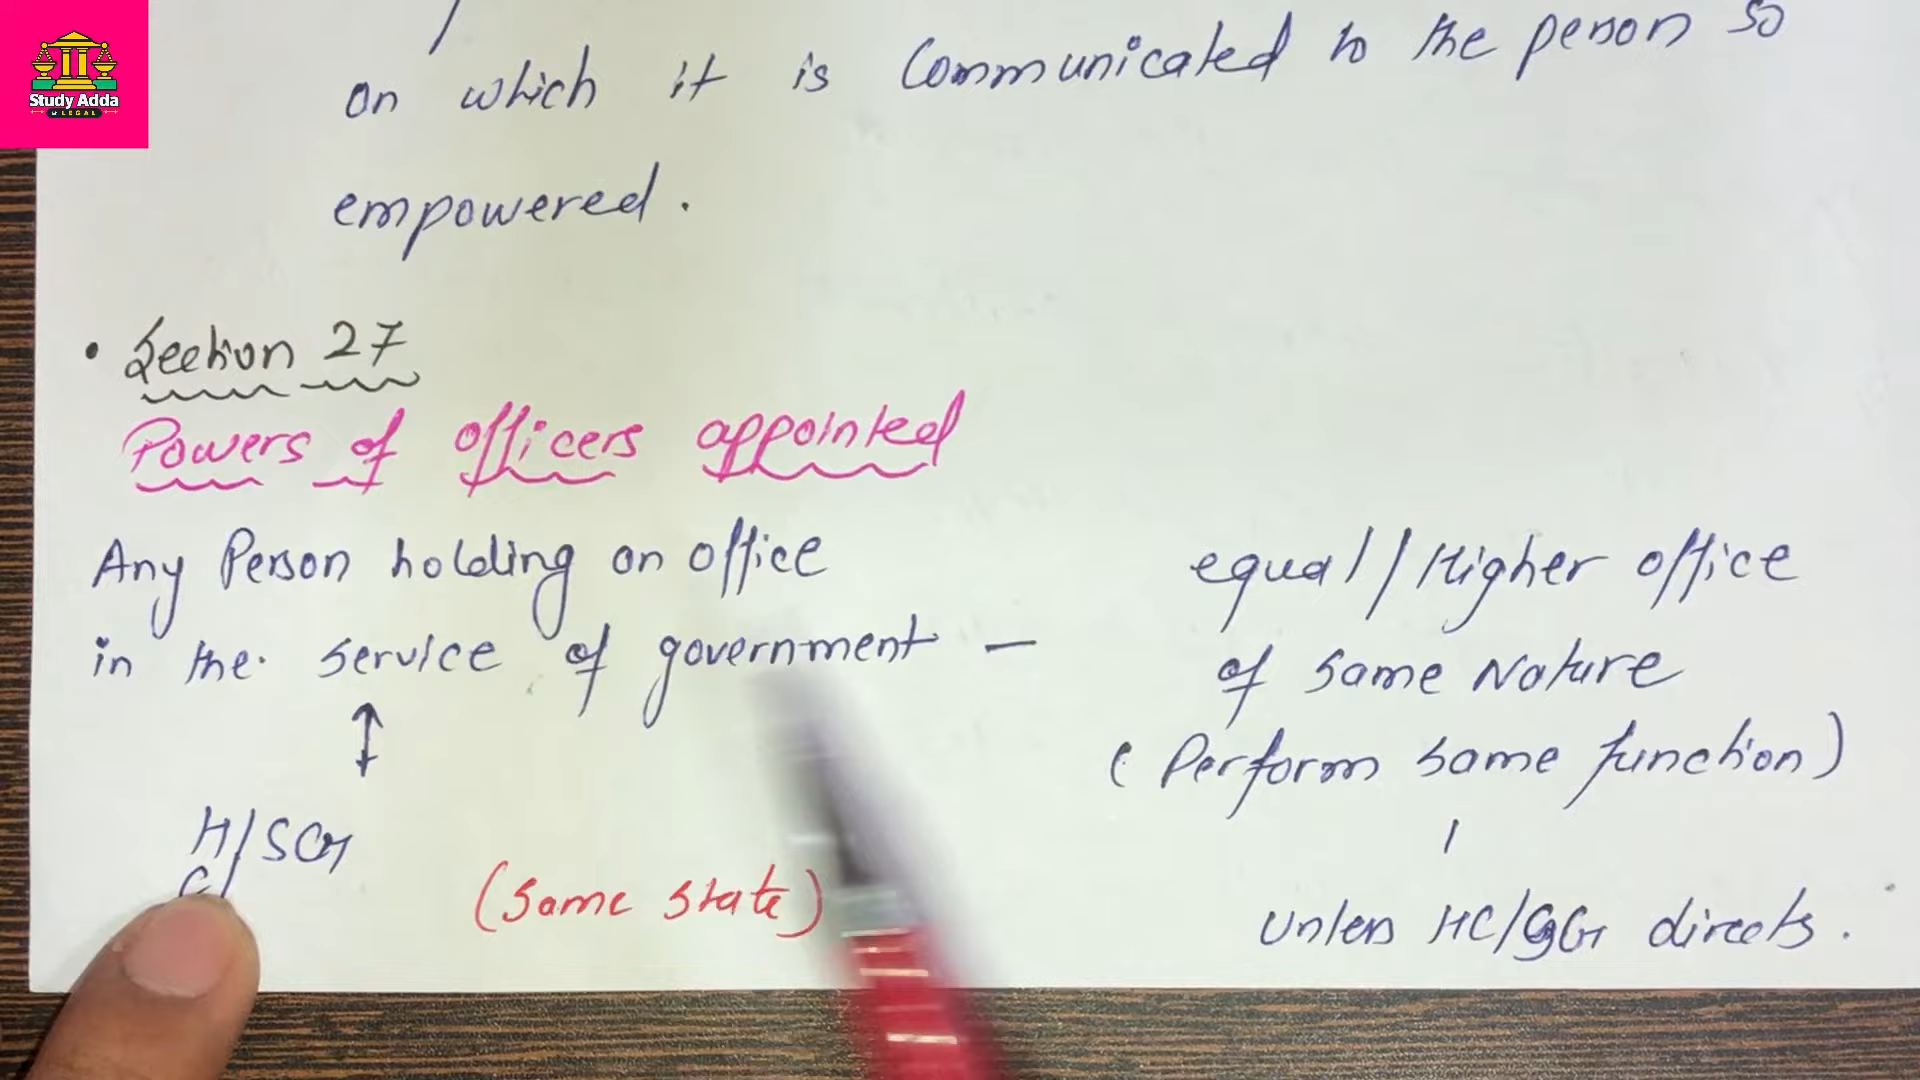 Study Adda
LEGAL
on which it is communicated to the person so
empowered.
• Section 27
Powers of officers appointed
Any Person holding an office
in the service of government —
H/SG
C
(Same State)
equal/Higher office
of same Nature
(Perform same function)
unless HC/SG directs.